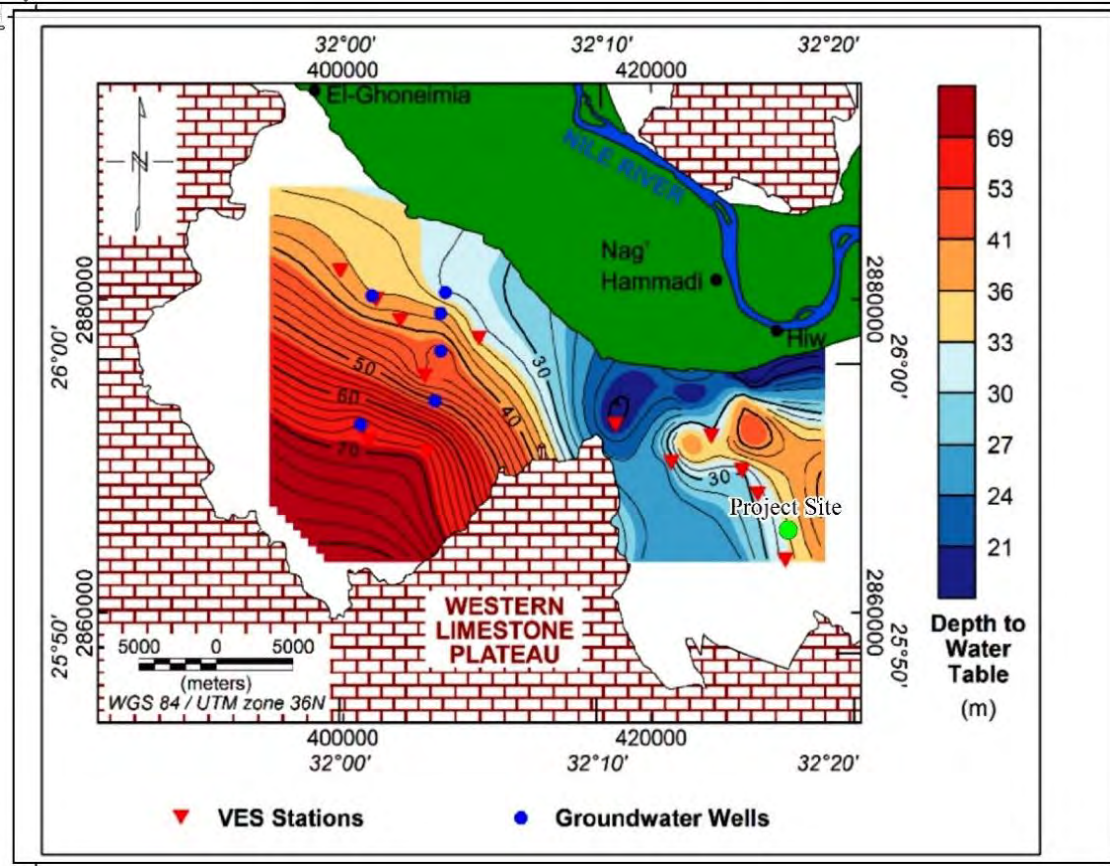 32°00' 32°10' 32°20'
400000 420000
El-Ghoneimia
N
NILE RIVER
Nag'
Hammadi
Hiw
2880000
2880000
26°00'
26°00'
30
50
60
40
70
30
Project Site
2860000
2860000
25°50'
25°50'
WESTERN
LIMESTONE
PLATEAU
5000 0 5000
(meters)
WGS 84 / UTM zone 36N
400000 420000
32°00' 32°10' 32°20'
69
53
41
36
33
30
27
24
21
Depth to
Water
Table
(m)
VES Stations Groundwater Wells